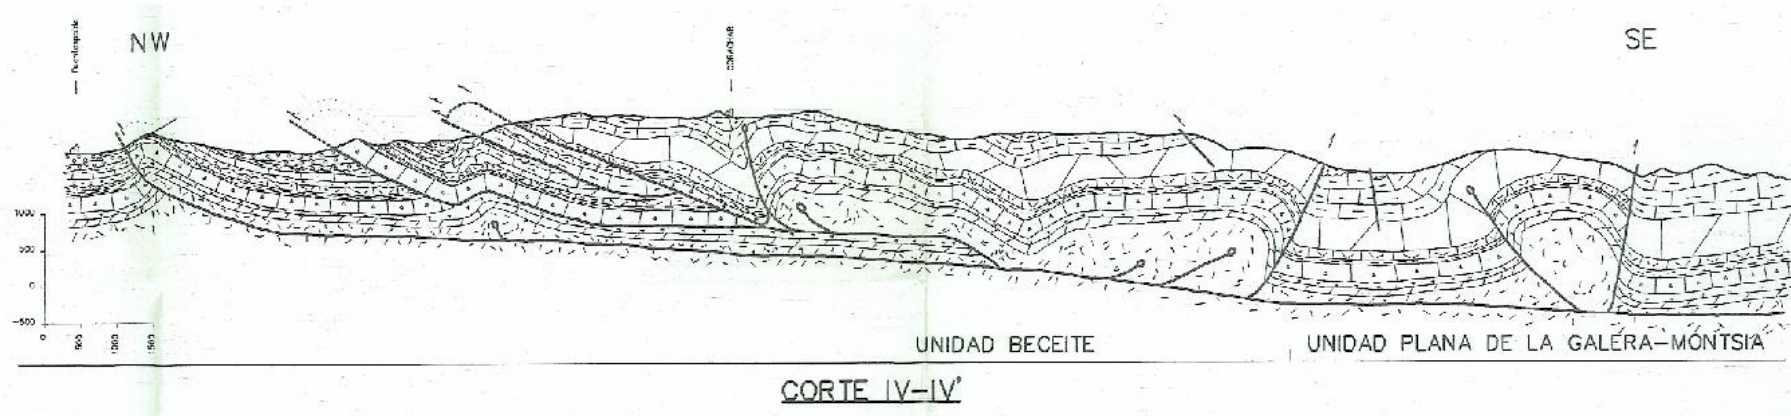 NW
CORACHAR
SE
1000
500
0
-500
0
500
1000
1500
UNIDAD BECEITE
UNIDAD PLANA DE LA GALERA-MONTSIA
CORTE IV-IV'